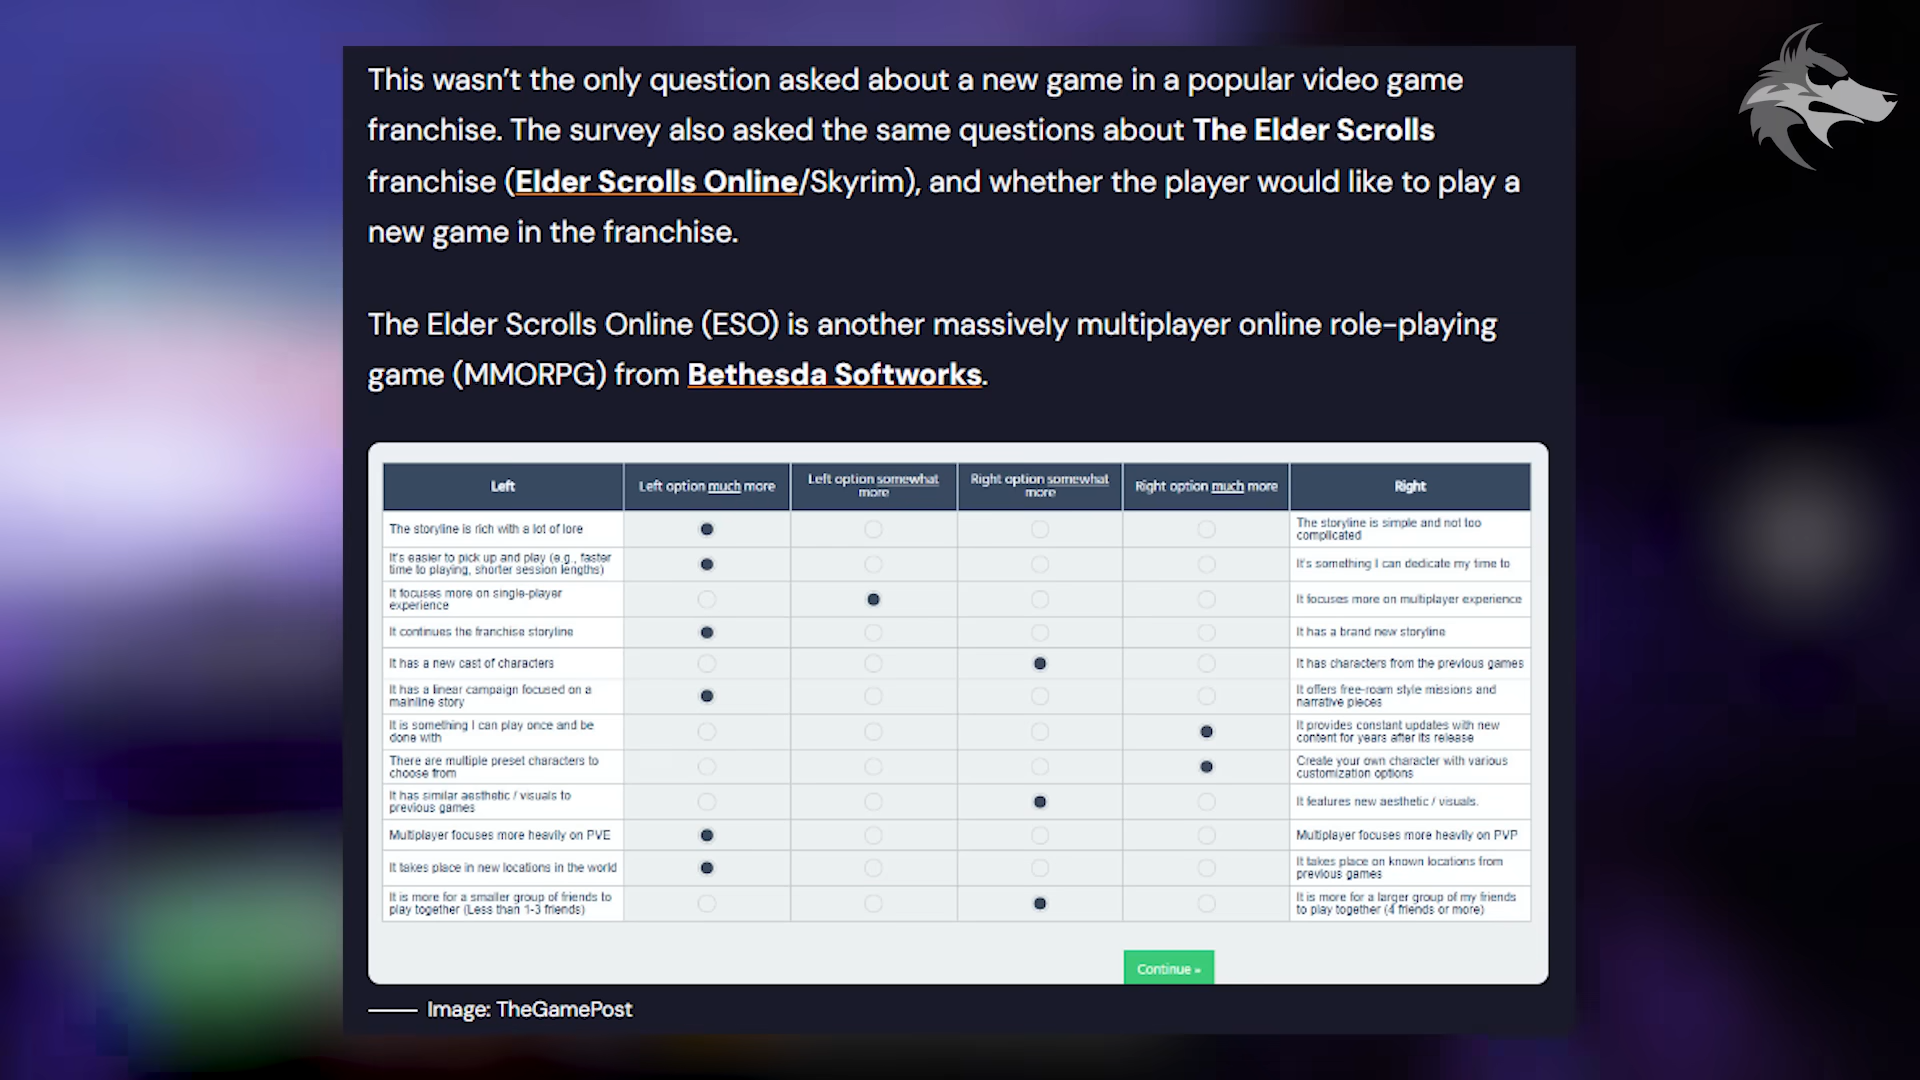 This wasn’t the only question asked about a new game in a popular video game
franchise. The survey also asked the same questions about The Elder Scrolls
franchise (Elder Scrolls Online/Skyrim), and whether the player would like to play a
new game in the franchise.
The Elder Scrolls Online (ESO) is another massively multiplayer online role-playing
game (MMORPG) from Bethesda Softworks.
Left
Left option much more
Left option somewhat
more
Right option somewhat
more
Right option much more
Right
The storyline is rich with a lot of lore
The storyline is simple and not too
complicated
It's easier to pick up and play (e.g., faster
time to playing, shorter session lengths)
It's something I can dedicate my time to
It focuses more on single-player
experience
It focuses more on multiplayer experience
It continues the franchise storyline
It has a brand new storyline
It has a new cast of characters
It has characters from the previous games
It has a linear campaign focused on a
mainline story
It offers free-roam style missions and
narrative pieces
It is something I can play once and be
done with
It provides constant updates with new
content for years after its release
There are multiple preset characters to
choose from
Create your own character with various
customization options
It has similar aesthetic / visuals to
previous games
It features new aesthetic / visuals.
Multiplayer focuses more heavily on PVE
Multiplayer focuses more heavily on PVP
It takes place in new locations in the world
It takes place on known locations from
previous games
It is more for a smaller group of friends to
play together (Less than 1-3 friends)
It is more for a larger group of my friends
to play together (4 friends or more)
Continue »
Image: TheGamePost